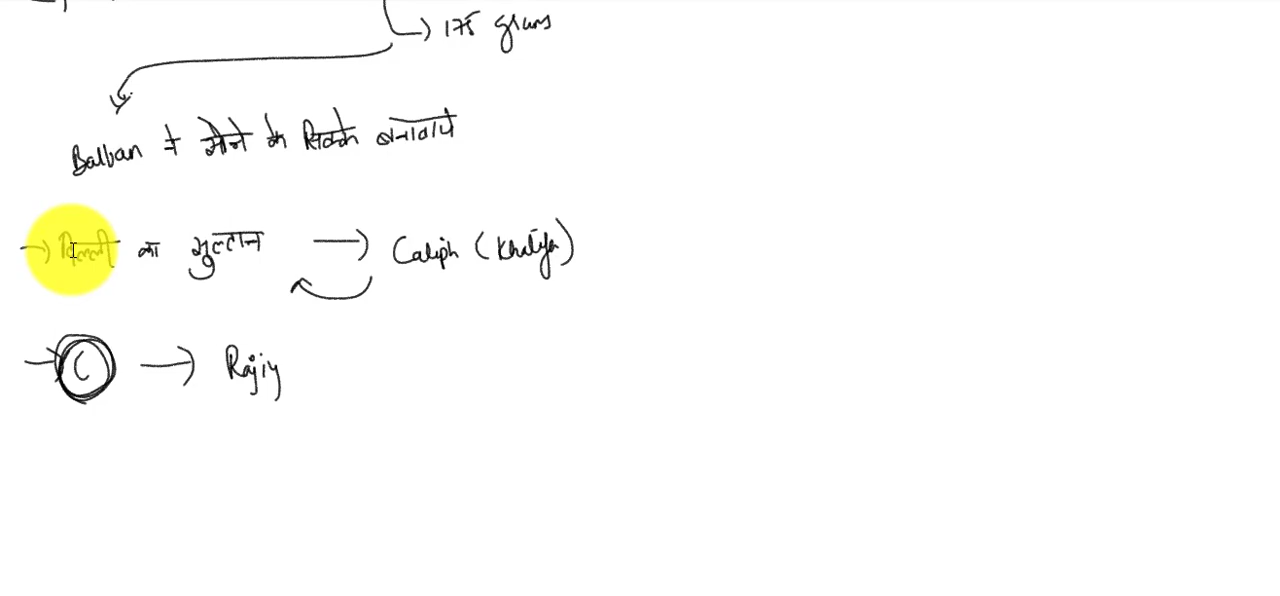 → 175 grams
Balban ने सोने के सिक्के बनवाये
→ दिल्ली का सुल्तान → Caliph (Khalifa)
→ C → Rajiy